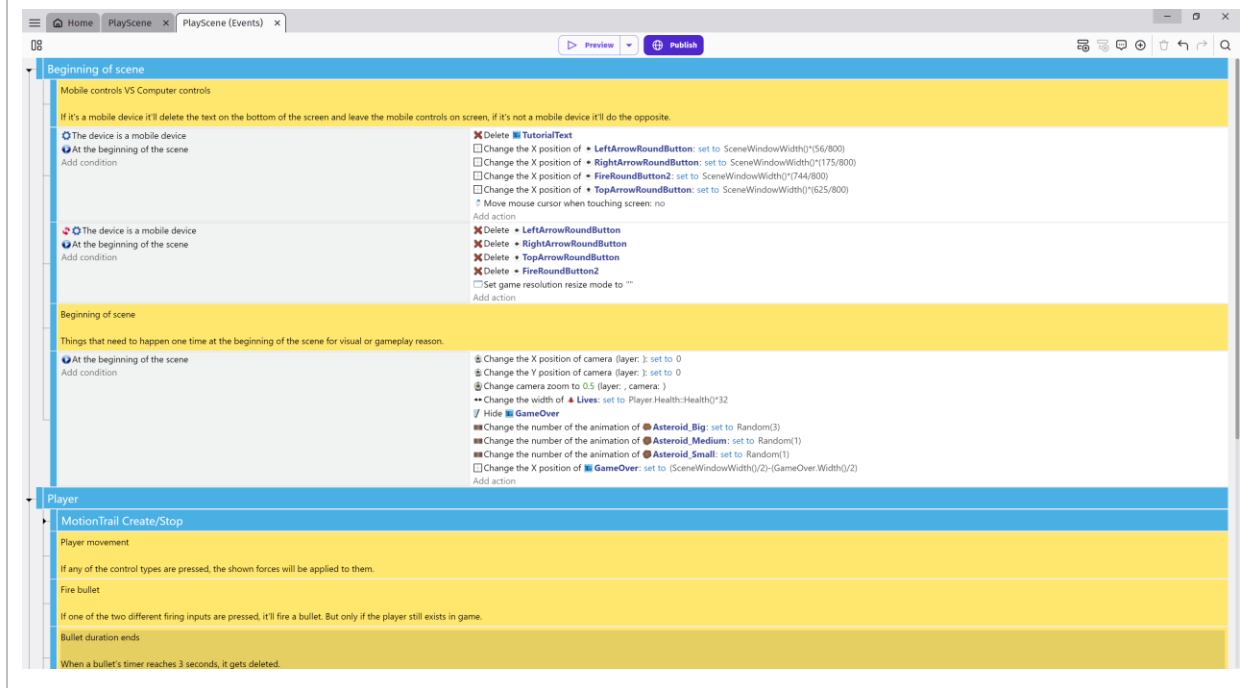 Home
PlayScene ×
PlayScene (Events) ×
Preview
Publish
Beginning of scene
Mobile controls VS Computer controls
If it's a mobile device it'll delete the text on the bottom of the screen and leave the mobile controls on screen, if it's not a mobile device it'll do the opposite.
The device is a mobile device
At the beginning of the scene
Add condition
Delete TutorialText
Change the X position of LeftArrowRoundButton: set to SceneWindowWidth()*(56/800)
Change the X position of RightArrowRoundButton: set to SceneWindowWidth()*(175/800)
Change the X position of FireRoundButton2: set to SceneWindowWidth()*(744/800)
Change the X position of TopArrowRoundButton: set to SceneWindowWidth()*(625/800)
Move mouse cursor when touching screen: no
Add action
The device is a mobile device
At the beginning of the scene
Add condition
Delete LeftArrowRoundButton
Delete RightArrowRoundButton
Delete TopArrowRoundButton
Delete FireRoundButton2
Set game resolution resize mode to ""
Add action
Beginning of scene
Things that need to happen one time at the beginning of the scene for visual or gameplay reason.
At the beginning of the scene
Add condition
Change the X position of camera (layer: ): set to 0
Change the Y position of camera (layer: ): set to 0
Change camera zoom to 0.5 (layer: , camera: )
Change the width of Lives: set to Player.Health::Health()*32
Hide GameOver
Change the number of the animation of Asteroid_Big: set to Random(3)
Change the number of the animation of Asteroid_Medium: set to Random(1)
Change the number of the animation of Asteroid_Small: set to Random(1)
Change the X position of GameOver: set to (SceneWindowWidth()/2)-(GameOver.Width()/2)
Add action
Player
MotionTrail Create/Stop
Player movement
If any of the control types are pressed, the shown forces will be applied to them.
Fire bullet
If one of the two different firing inputs are pressed, it'll fire a bullet. But only if the player still exists in game.
Bullet duration ends
When a bullet's timer reaches 3 seconds, it gets deleted.